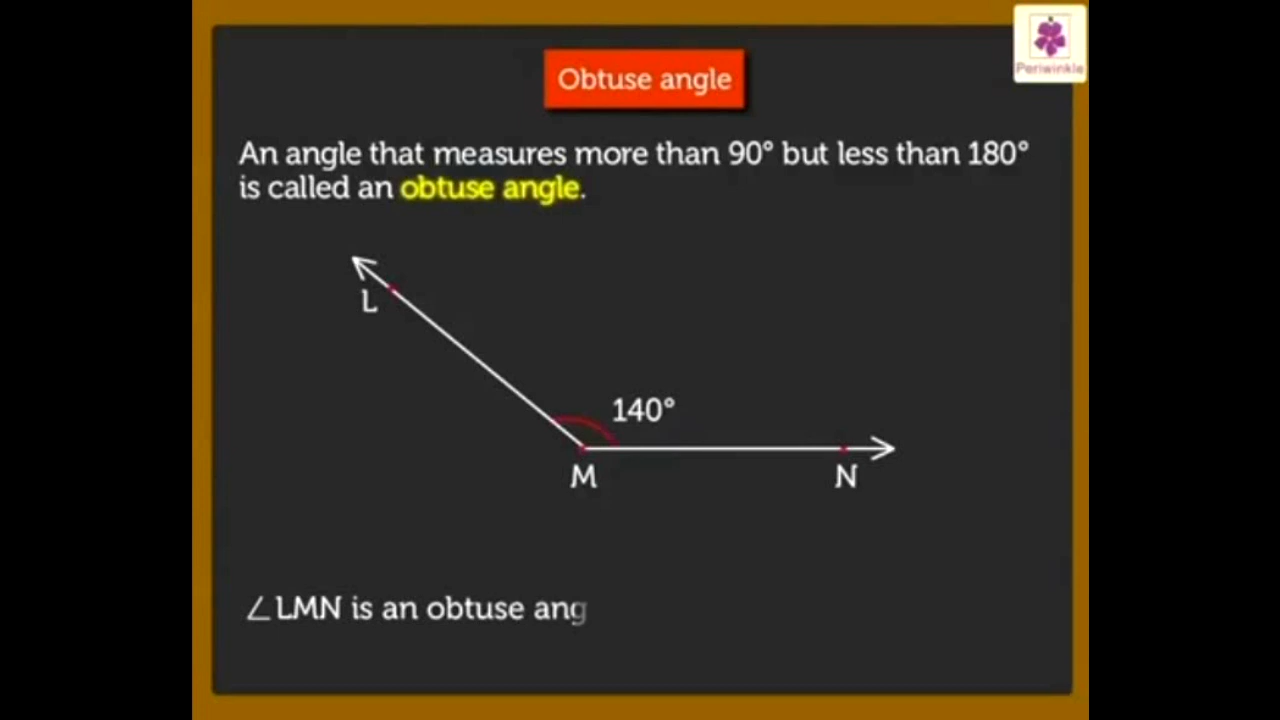 Periwinkle
Obtuse angle
An angle that measures more than 90° but less than 180°
is called an obtuse angle.
L
140°
M
N
∠LMN is an obtuse ang